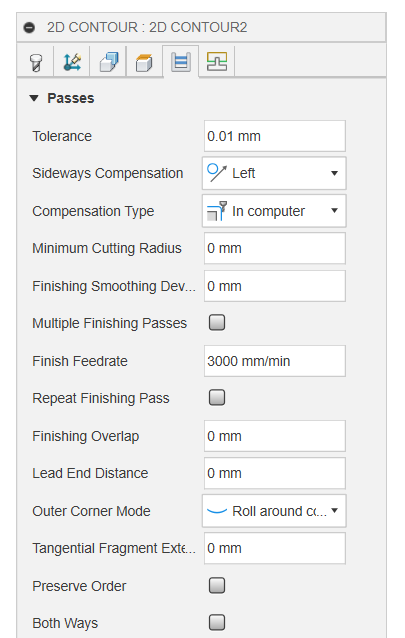 2D CONTOUR : 2D CONTOUR2
Passes
Tolerance 0.01 mm
Sideways Compensation Left
Compensation Type In computer
Minimum Cutting Radius 0 mm
Finishing Smoothing Dev... 0 mm
Multiple Finishing Passes
Finish Feedrate 3000 mm/min
Repeat Finishing Pass
Finishing Overlap 0 mm
Lead End Distance 0 mm
Outer Corner Mode Roll around co...
Tangential Fragment Exte... 0 mm
Preserve Order
Both Ways